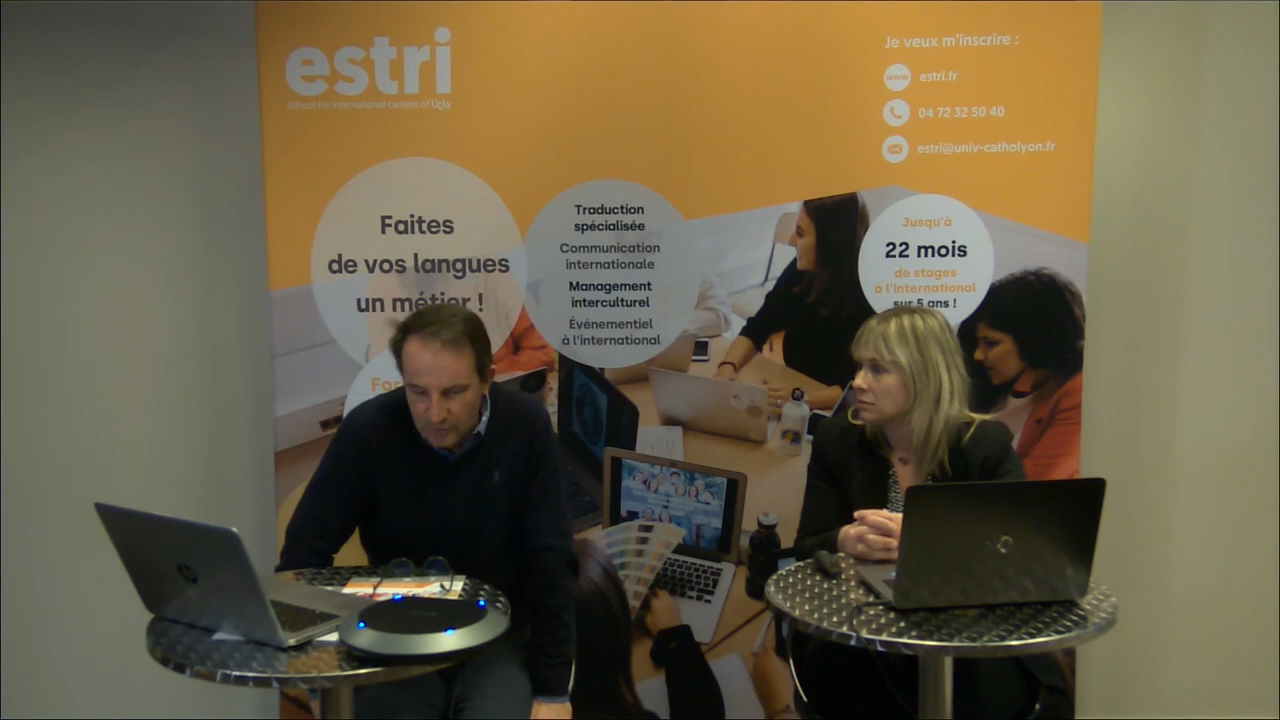 estri
School for international careers of Ucly
Je veux m'inscrire :
www
estri.fr
04 72 32 50 40
estri@univ-catholyon.fr
Faites
de vos langues
un métier !
Traduction
spécialisée
Communication
internationale
Management
interculturel
Événementiel
à l'international
Jusqu'à
22 mois
de stages
à l'international
sur 5 ans !